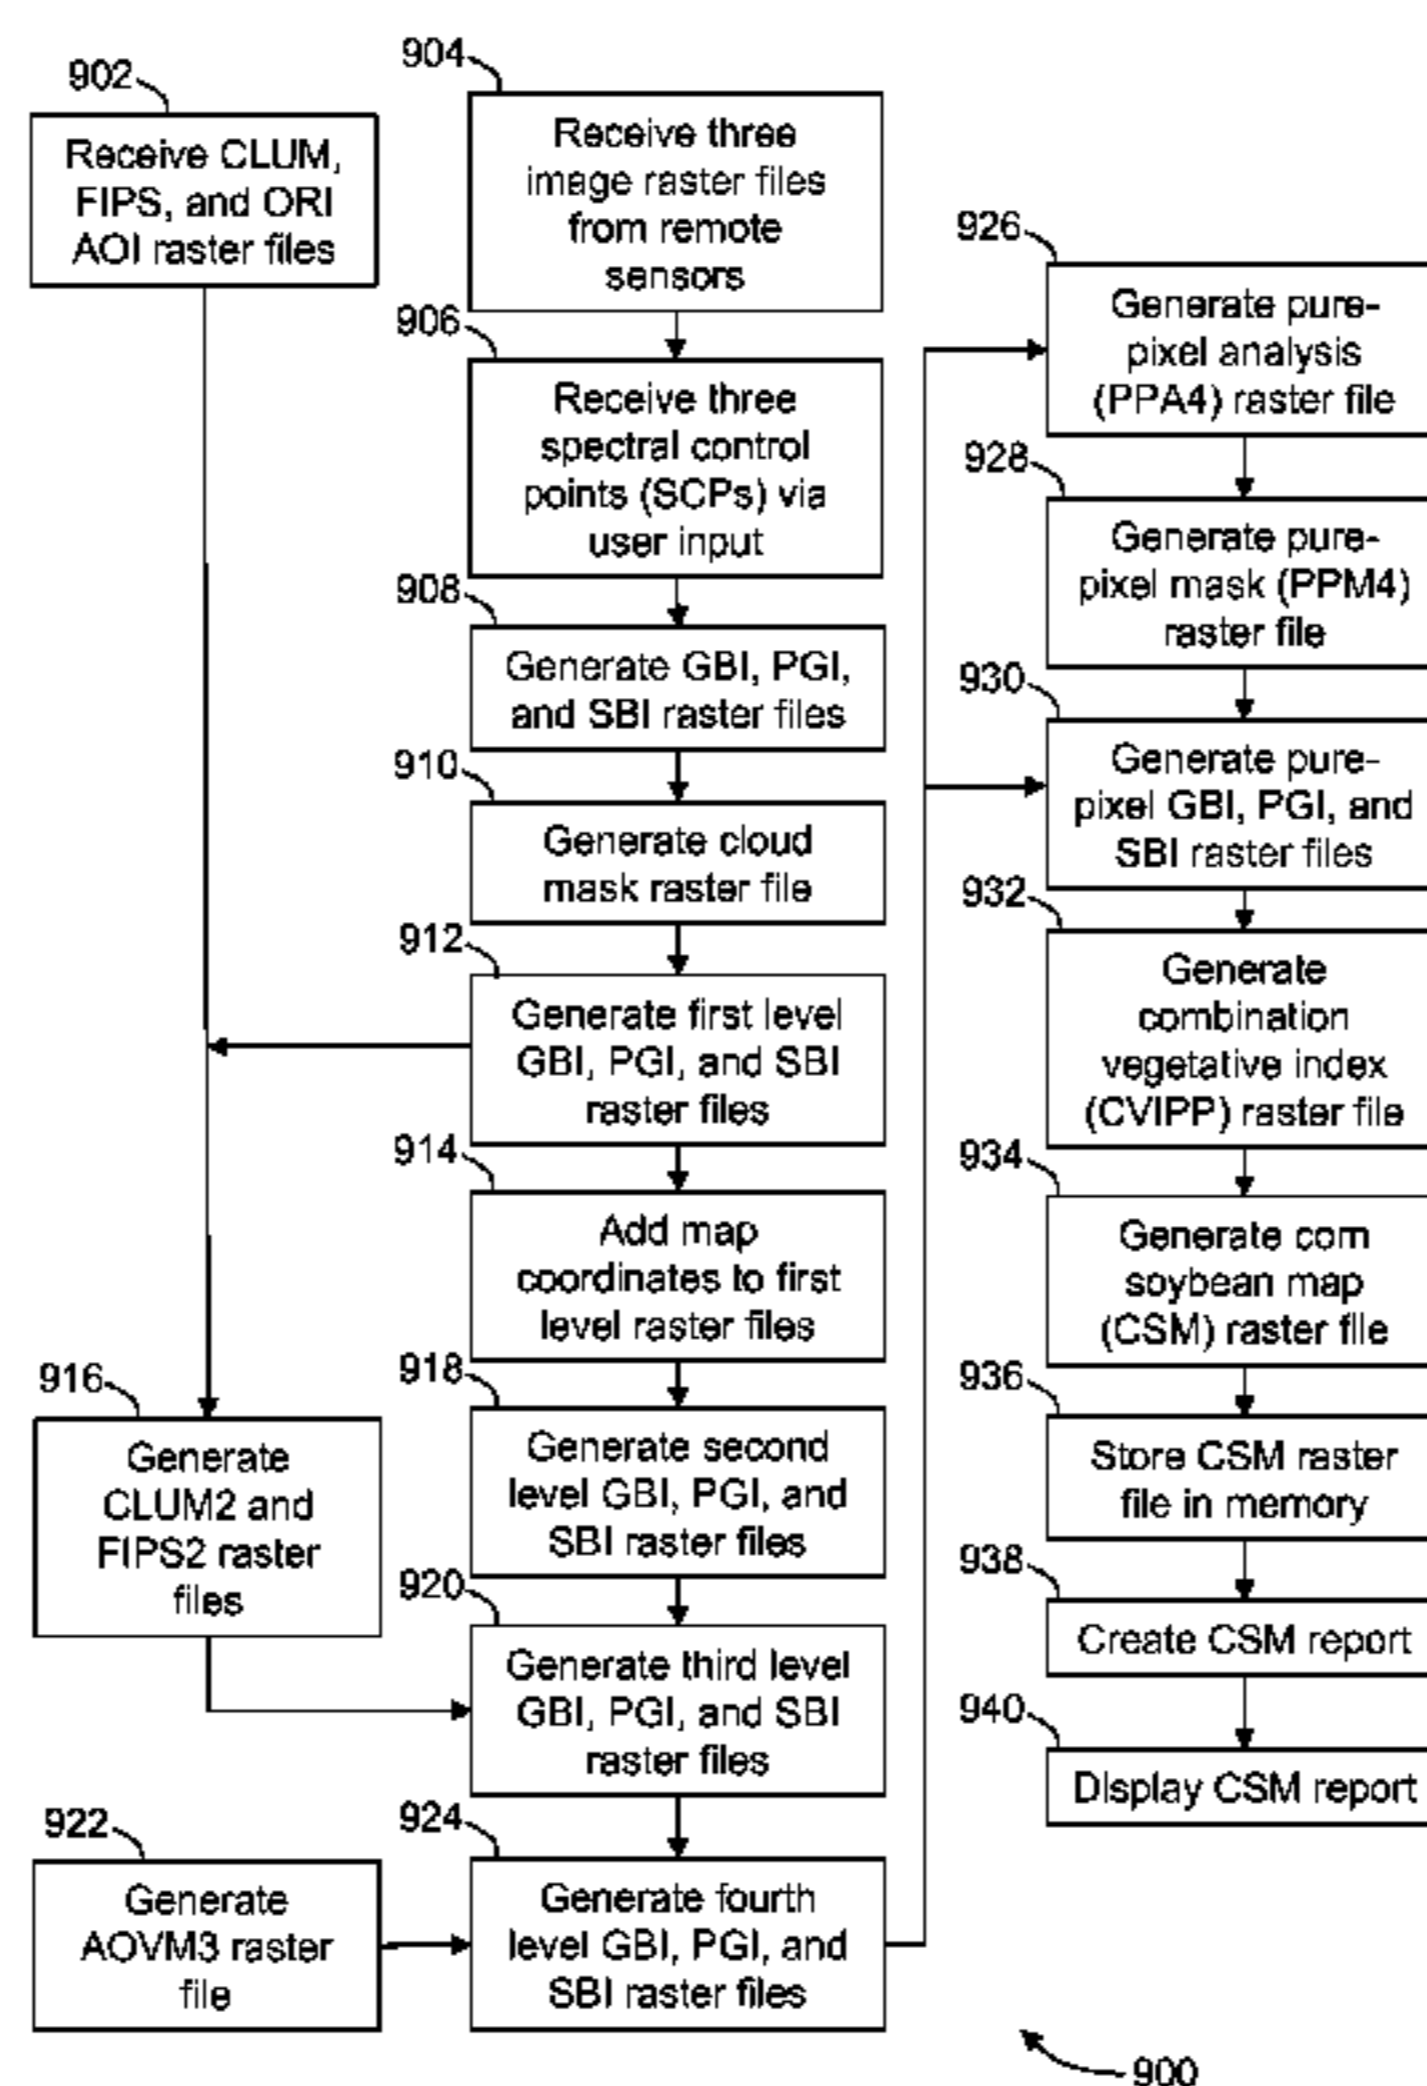 902
Receive CLUM,
FIPS, and ORI
AOI raster files
904
Receive three
image raster files
from remote
sensors
906
Receive three
spectral control
points (SCPs) via
user input
908
Generate GBI, PGI,
and SBI raster files
910
Generate cloud
mask raster file
912
Generate first level
GBI, PGI, and SBI
raster files
914
Add map
coordinates to first
level raster files
916
Generate
CLUM2 and
FIPS2 raster
files
918
Generate second
level GBI, PGI, and
SBI raster files
920
Generate third level
GBI, PGI, and SBI
raster files
922
Generate
AOVM3 raster
file
924
Generate fourth
level GBI, PGI, and
SBI raster files
926
Generate pure-
pixel analysis
(PPA4) raster file
928
Generate pure-
pixel mask (PPM4)
raster file
930
Generate pure-
pixel GBI, PGI, and
SBI raster files
932
Generate
combination
vegetative index
(CVIPP) raster file
934
Generate corn
soybean map
(CSM) raster file
936
Store CSM raster
file in memory
938
Create CSM report
940
Display CSM report
900